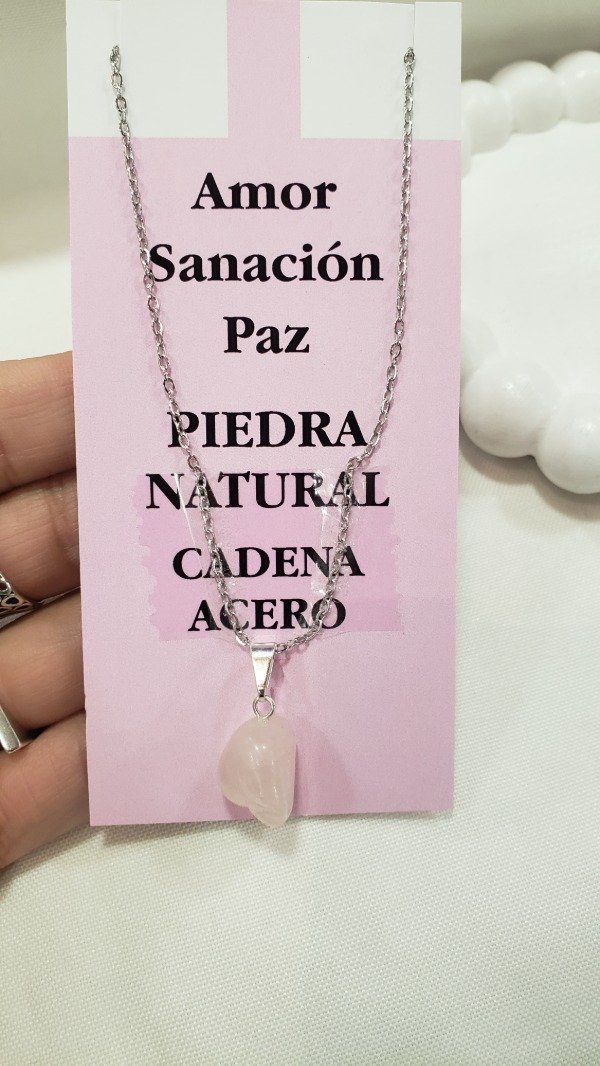 Amor
Sanación
Paz
PIEDRA
NATURAL
CADENA
ACERO